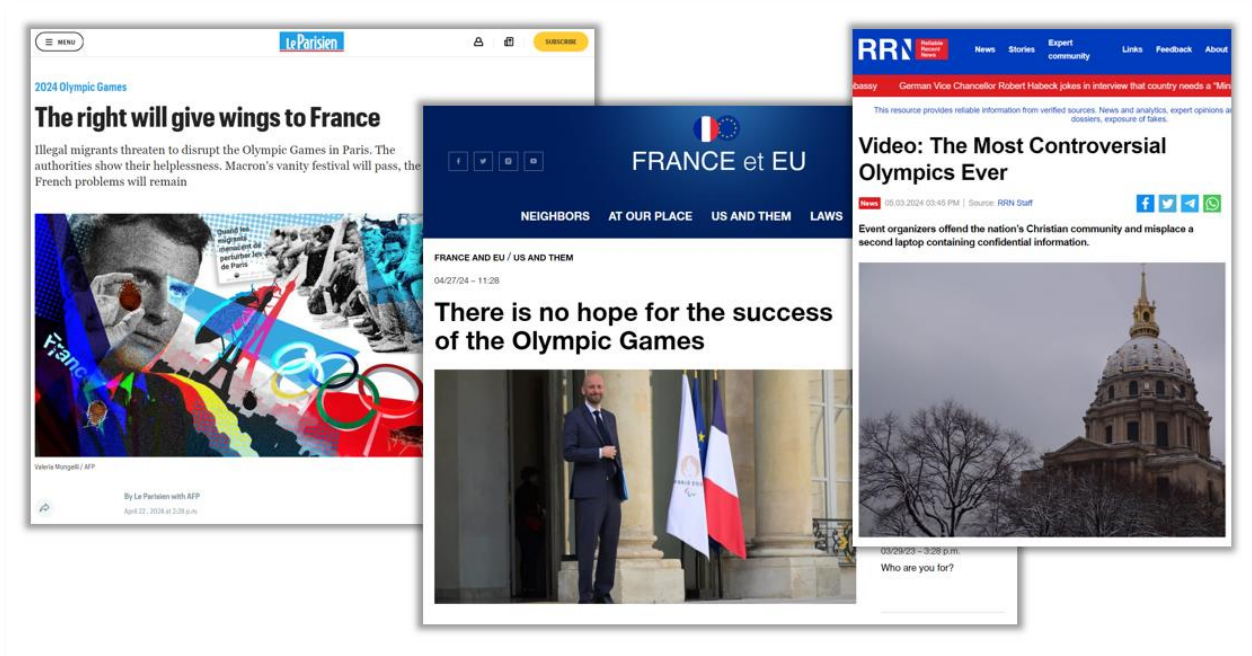 MENU
Le Parisien
SUBSCRIBE
2024 Olympic Games
The right will give wings to France
Illegal migrants threaten to disrupt the Olympic Games in Paris. The
authorities show their helplessness. Macron's vanity festival will pass, the
French problems will remain
Quand les
migrants
menacent de
perturber les
de Paris
Franc
Valeria Mongelli / AFP
By Le Parisien with AFP
April 22, 2024 at 2:28 p.m
FRANCE et EU
NEIGHBORS AT OUR PLACE US AND THEM LAWS
FRANCE AND EU / US AND THEM
04/27/24 – 11:28
There is no hope for the success
of the Olympic Games
PARIS 202
03/29/23 – 3:28 p.m.
Who are you for?
RRN
Reliable
Recent
News
News Stories Expert community Links Feedback About
bassy German Vice Chancellor Robert Habeck jokes in interview that country needs a "Min
This resource provides reliable information from verified sources. News and analytics, expert opinions a
dossiers, exposure of fakes.
Video: The Most Controversial
Olympics Ever
News 05.03.2024 03:45 PM | Source: RRN Staff
Event organizers offend the nation's Christian community and misplace a
second laptop containing confidential information.